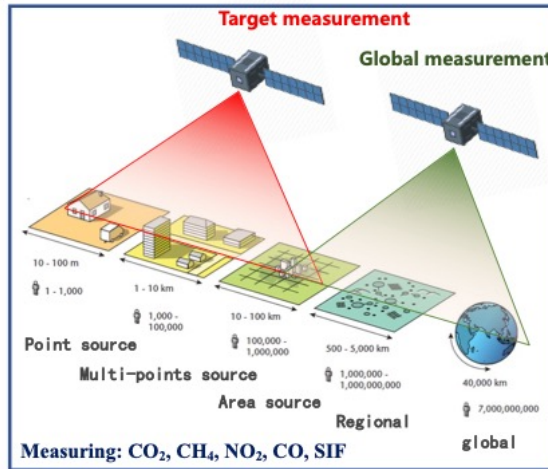 Target measurement
Global measurement
10 - 100 m
1 - 1,000
Point source
1 - 10 km
1,000 -
100,000
Multi-points source
10 - 100 km
100,000 -
1,000,000
Area source
500 - 5,000 km
1,000,000 -
1,000,000,000
Regional
40,000 km
7,000,000,000
global
Measuring: CO₂, CH₄, NO₂, CO, SIF